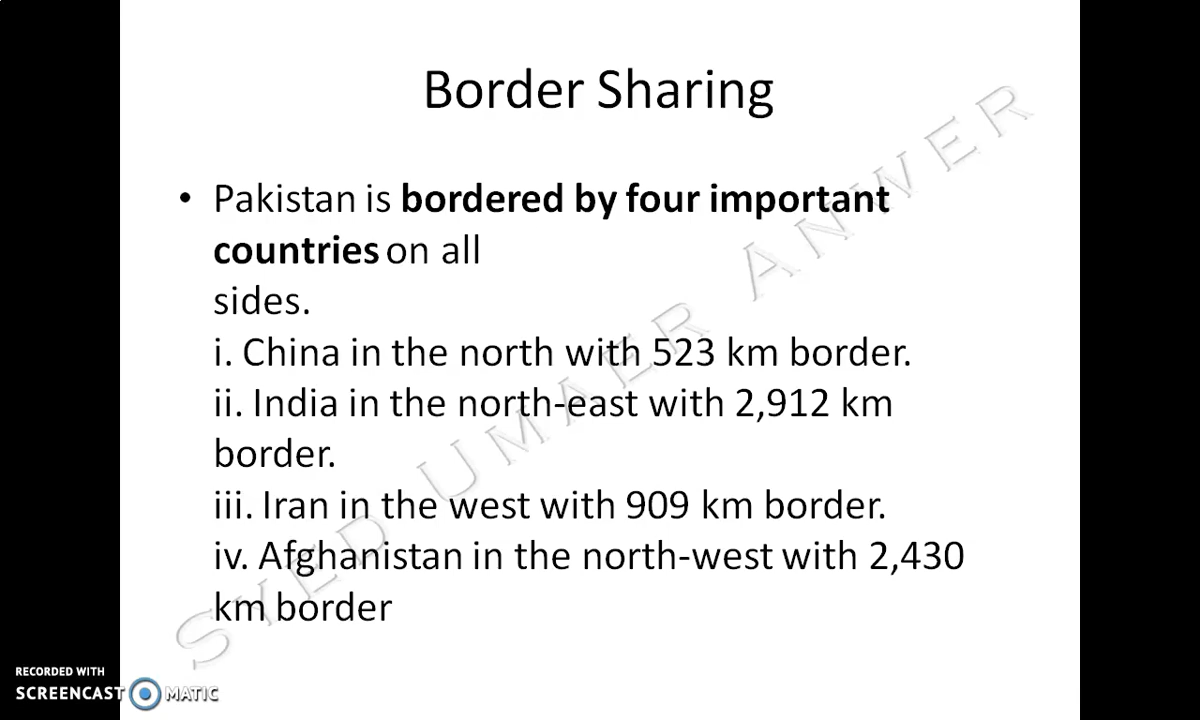 Border Sharing
• Pakistan is bordered by four important
countries on all
sides.
i. China in the north with 523 km border.
ii. India in the north-east with 2,912 km
border.
iii. Iran in the west with 909 km border.
iv. Afghanistan in the north-west with 2,430
km border
SYED UMAER ANWER
RECORDED WITH
SCREENCAST MATIC